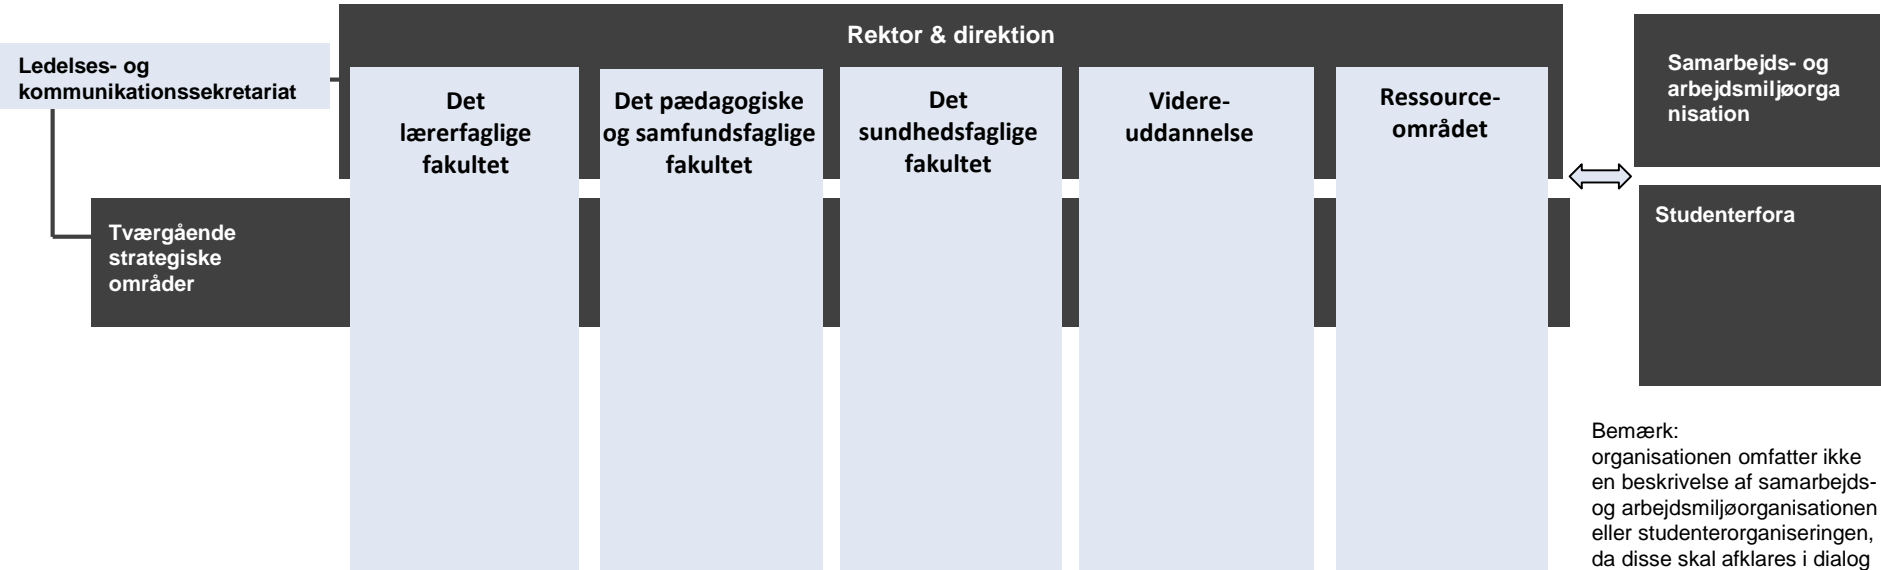 Rektor & direktion
Ledelses- og
kommunikationssekretariat
Det
lærerfaglige
fakultet
Det pædagogiske
og samfundsfaglige
fakultet
Det
sundhedsfaglige
fakultet
Videre-
uddannelse
Ressource-
området
Samarbejds- og
arbejdsmiljøorga
nisation
Tværgående
strategiske
områder
Studenterfora
Bemærk:
organisationen omfatter ikke
en beskrivelse af samarbejds-
og arbejdsmiljøorganisationen
eller studenterorganiseringen,
da disse skal afklares i dialog